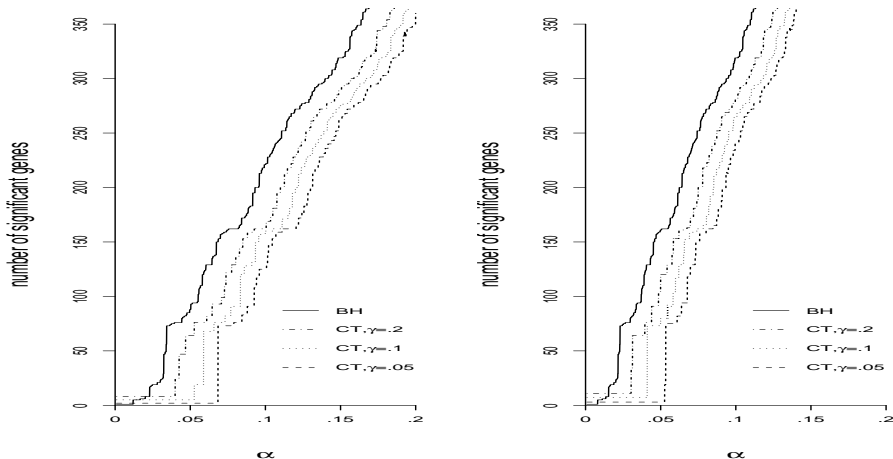 number of significant genes
350
300
250
200
150
100
50
0
BH
CT,γ=.2
CT,γ=.1
CT,γ=.05
0
.05
.1
.15
.2
α
number of significant genes
350
300
250
200
150
100
50
0
BH
CT,γ=.2
CT,γ=.1
CT,γ=.05
0
.05
.1
.15
.2
α